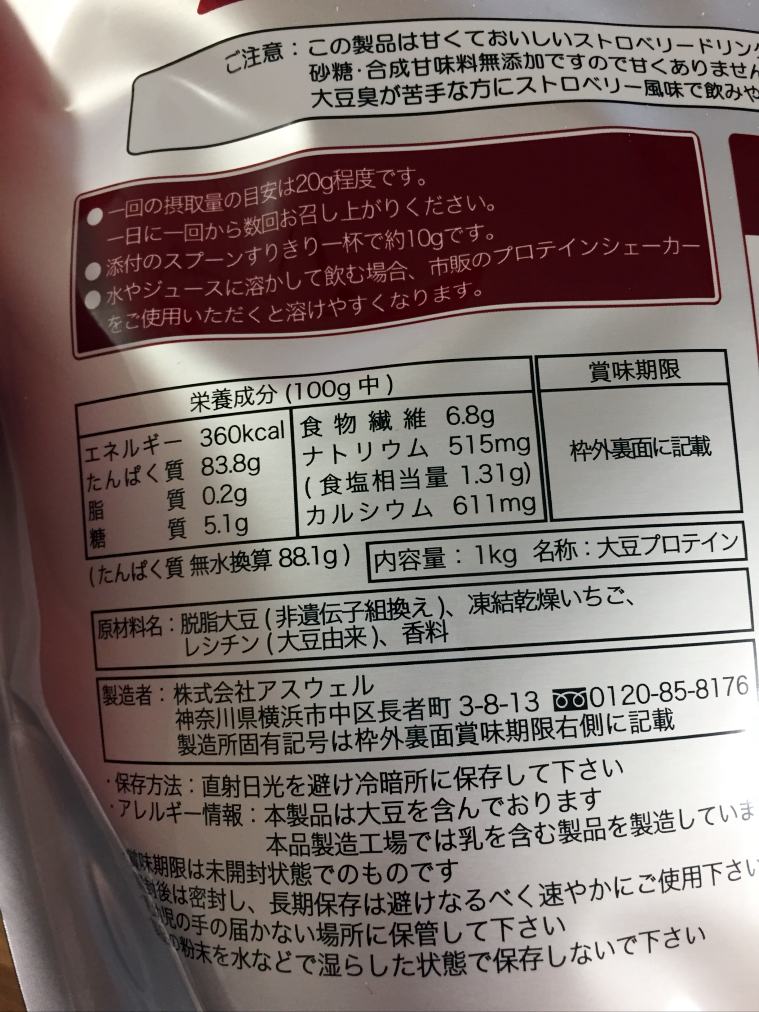 ご注意：この製品は甘くておいしいストロベリードリン
砂糖・合成甘味料無添加ですので甘くありません
大豆臭が苦手な方にストロベリー風味で飲みや
●一回の摂取量の目安は20g程度です。
一日に一回から数回お召し上がりください。
●添付のスプーンすりきり一杯で約10gです。
●水やジュースに溶かして飲む場合、市販のプロテインシェーカー
をご使用いただくと溶けやすくなります。
栄養成分 (100g 中)
エネルギー 360kcal
たんぱく質 83.8g
脂質 0.2g
糖質 5.1g
食物繊維 6.8g
ナトリウム 515mg
(食塩相当量 1.31g)
カルシウム 611mg
賞味期限
枠外裏面に記載
(たんぱく質 無水換算 88.1g)
内容量：1kg 名称：大豆プロテイン
原材料名：脱脂大豆(非遺伝子組換え)、凍結乾燥いちご、
レシチン(大豆由来)、香料
製造者：株式会社アスウェル
神奈川県横浜市中区長者町 3-8-13 0120-85-8176
製造所固有記号は枠外裏面賞味期限右側に記載
・保存方法：直射日光を避け冷暗所に保存して下さい
・アレルギー情報：本製品は大豆を含んでおります
本品製造工場では乳を含む製品を製造していま
賞味期限は未開封状態でのものです
封後は密封し、長期保存は避けなるべく速やかにご使用下さい
児の手の届かない場所に保管して下さい
の粉末を水などで湿らした状態で保存しないで下さい